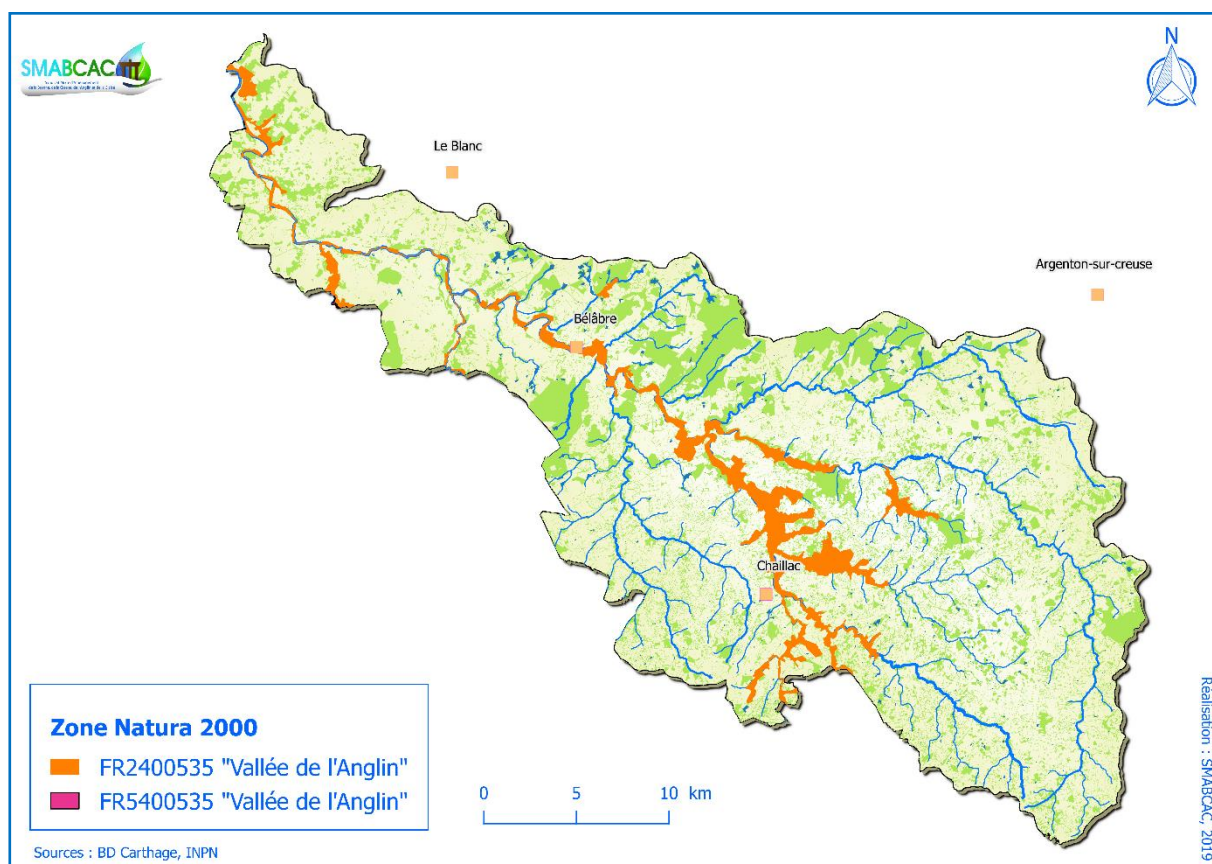 SMABCAC
N
Le Blanc
Argenton-sur-creuse
Bélâbre
Chaillac
Zone Natura 2000
FR2400535 "Vallée de l'Anglin"
FR5400535 "Vallée de l'Anglin"
0 5 10 km
Sources : BD Carthage, INPN
Réalisation : SMABCAC, 2019